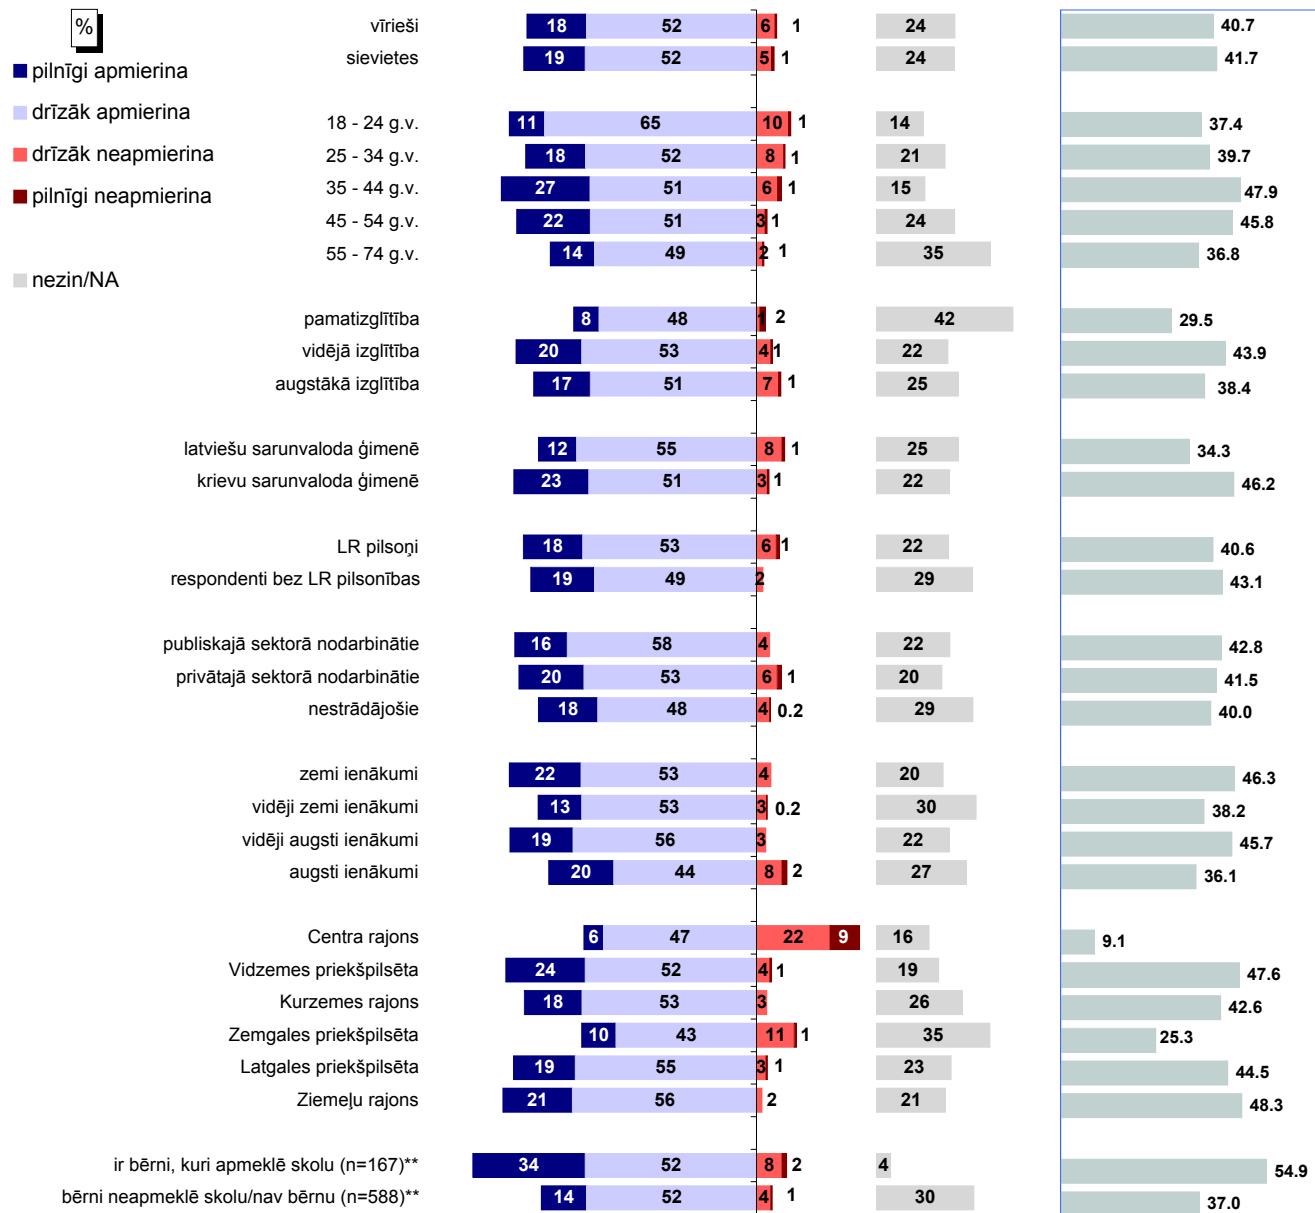 %
pilnīgi apmierina
drīzāk apmierina
drīzāk neapmierina
pilnīgi neapmierina
nezin/NA
vīrieši 18 52 6 1 24 40.7
sievietes 19 52 5 1 24 41.7
18 - 24 g.v. 11 65 10 1 14 37.4
25 - 34 g.v. 18 52 8 1 21 39.7
35 - 44 g.v. 27 51 6 1 15 47.9
45 - 54 g.v. 22 51 3 1 24 45.8
55 - 74 g.v. 14 49 2 1 35 36.8
pamatizglītība 8 48 1 2 42 29.5
vidējā izglītība 20 53 4 1 22 43.9
augstākā izglītība 17 51 7 1 25 38.4
latviešu sarunvaloda ģimenē 12 55 8 1 25 34.3
krievu sarunvaloda ģimenē 23 51 3 1 22 46.2
LR pilsoņi 18 53 6 1 22 40.6
respondenti bez LR pilsonības 19 49 2 29 43.1
publiskajā sektorā nodarbinātie 16 58 4 22 42.8
privātajā sektorā nodarbinātie 20 53 6 1 20 41.5
nestrādājošie 18 48 4 0.2 29 40.0
zemi ienākumi 22 53 4 20 46.3
vidēji zemi ienākumi 13 53 3 0.2 30 38.2
vidēji augsti ienākumi 19 56 3 22 45.7
augsti ienākumi 20 44 8 2 27 36.1
Centra rajons 6 47 22 9 16 9.1
Vidzemes priekšpilsēta 24 52 4 1 19 47.6
Kurzemes rajons 18 53 3 26 42.6
Zemgales priekšpilsēta 10 43 11 1 35 25.3
Latgales priekšpilsēta 19 55 3 1 23 44.5
Ziemeļu rajons 21 56 2 21 48.3
ir bērni, kuri apmeklē skolu (n=167)** 34 52 8 2 4 54.9
bērni neapmeklē skolu/nav bērnu (n=588)** 14 52 4 1 30 37.0